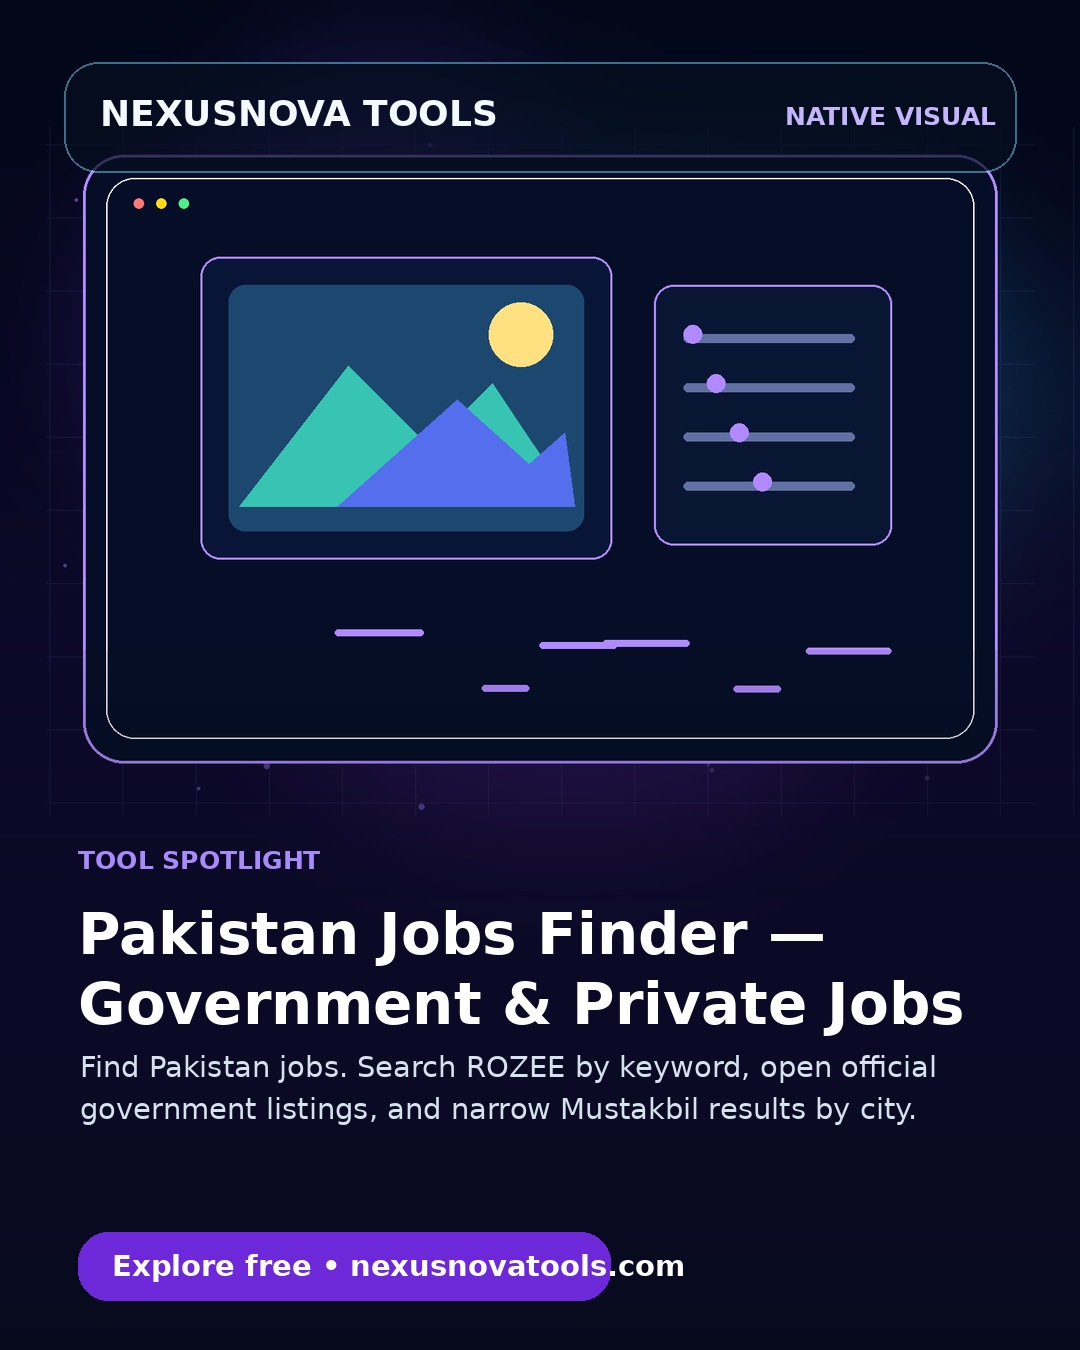 NEXUSNOVA TOOLS
NATIVE VISUAL
TOOL SPOTLIGHT
Pakistan Jobs Finder —
Government & Private Jobs
Find Pakistan jobs. Search ROZEE by keyword, open official
government listings, and narrow Mustakbil results by city.
Explore free • nexusnovatools.com